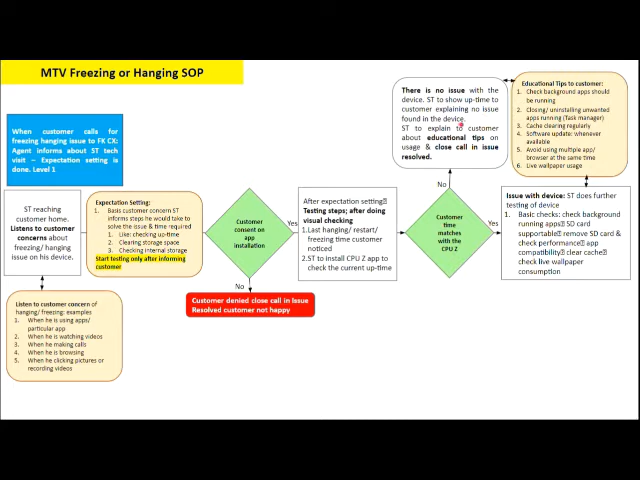 MTV Freezing or Hanging SOP
When customer calls for
freezing hanging issue to FK CX:
Agent informs about ST tech
visit – Expectation setting is
done. Level 1
ST reaching
customer home.
Listens to customer
concerns about
freezing/ hanging
issue on his device.
Listen to customer concern of
hanging/ freezing: examples
1. When he is using apps/
particular app
2. When he is watching videos
3. When he making calls
4. When he is browsing
5. When he clicking pictures or
recording videos
Expectation Setting:
1. Basis customer concern ST
informs steps he would take to
solve the issue & time required
1. Like: checking up-time
2. Clearing storage space
3. Checking internal storage
Start testing only after informing
customer
Customer
consent on
app
installation
Yes
No
Customer denied close call in Issue
Resolved customer not happy
After expectation setting
Testing steps; after doing
visual checking
1.Last hanging/ restart/
freezing time customer
noticed
2.ST to install CPU Z app to
check the current up-time
Customer
time matches
with the
CPU Z
No
Yes
There is no issue with the
device. ST to show up-time to
customer explaining no issue
found in the device.
ST to explain to customer
about educational tips on
usage & close call in issue
resolved.
Educational Tips to customer:
1. Check background apps should
be running
2. Closing/ uninstalling unwanted
apps running (Task manager)
3. Cache clearing regularly
4. Software update: whenever
available
5. Avoid using multiple app/
browser at the same time
6. Live wallpaper usage
Issue with device: ST does further
testing of device
1. Basic checks: check background
running apps SD card
supportable remove SD card &
check performance app
compatibility clear cache
check live wallpaper
consumption